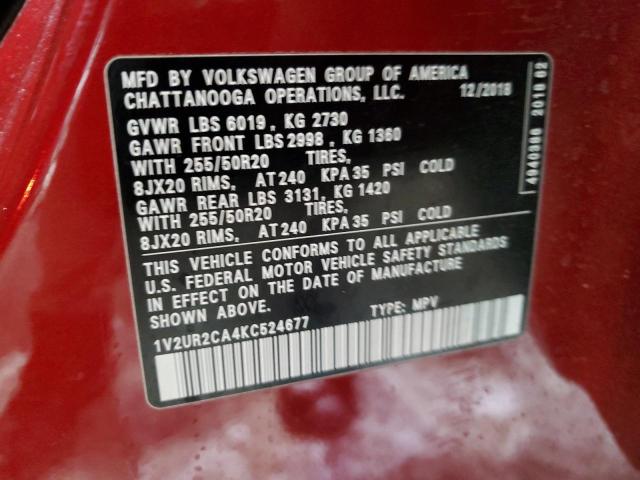 MFD BY VOLKSWAGEN GROUP OF AMERICA
CHATTANOOGA OPERATIONS, LLC. 12/2018
GVWR LBS 6019, KG 2730
GAWR FRONT LBS 2998, KG 1360
WITH 255/50R20 TIRES,
8JX20 RIMS, AT 240 KPA 35 PSI COLD
GAWR REAR LBS 3131, KG 1420
WITH 255/50R20 TIRES,
8JX20 RIMS, AT 240 KPA 35 PSI COLD
THIS VEHICLE CONFORMS TO ALL APPLICABLE
U.S. FEDERAL MOTOR VEHICLE SAFETY STANDARDS
IN EFFECT ON THE DATE OF MANUFACTURE
SHOWN ABOVE.
1V2UR2CA4KC524677 TYPE: MPV
4940386 2018 62